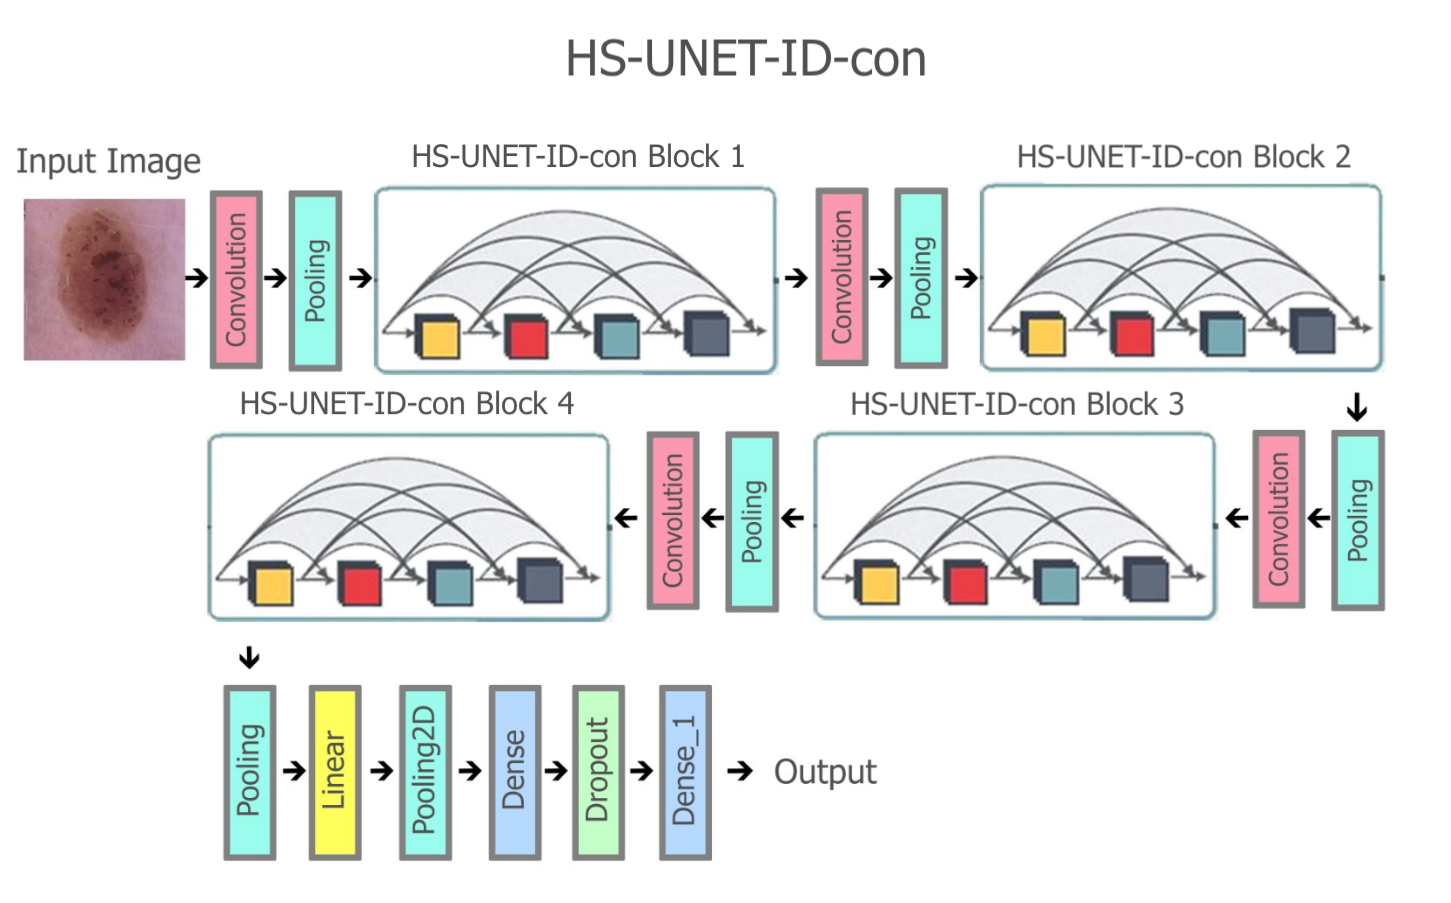 HS-UNET-ID-con
Input Image
Convolution
Pooling
HS-UNET-ID-con Block 1
Convolution
Pooling
HS-UNET-ID-con Block 2
Pooling
Convolution
HS-UNET-ID-con Block 3
Pooling
Convolution
HS-UNET-ID-con Block 4
Pooling
Linear
Pooling2D
Dense
Dropout
Dense_1
Output